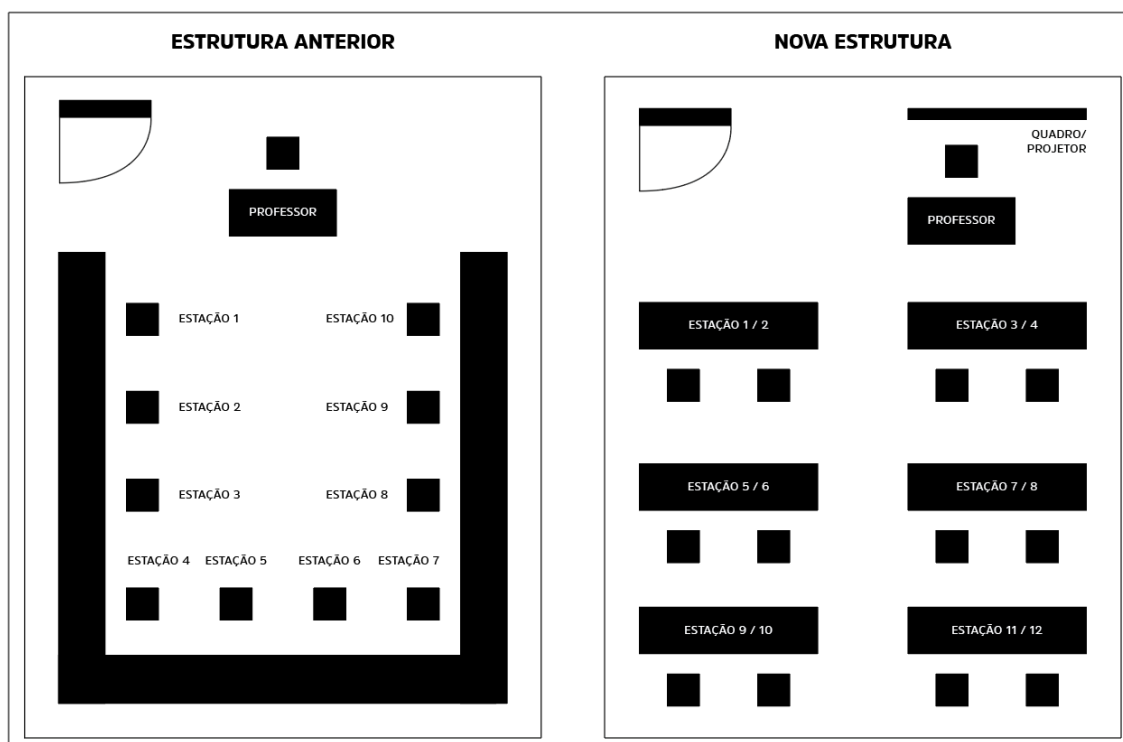 ESTRUTURA ANTERIOR
PROFESSOR
ESTAÇÃO 1
ESTAÇÃO 10
ESTAÇÃO 2
ESTAÇÃO 9
ESTAÇÃO 3
ESTAÇÃO 8
ESTAÇÃO 4
ESTAÇÃO 5
ESTAÇÃO 6
ESTAÇÃO 7
NOVA ESTRUTURA
QUADRO/
PROJETOR
PROFESSOR
ESTAÇÃO 1 / 2
ESTAÇÃO 3 / 4
ESTAÇÃO 5 / 6
ESTAÇÃO 7 / 8
ESTAÇÃO 9 / 10
ESTAÇÃO 11 / 12